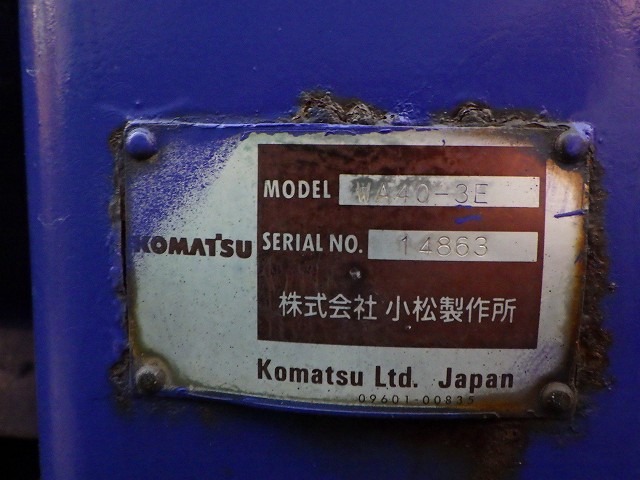 MODEL WA40-3E
KOMATSU
SERIAL NO. 14863
株式会社 小松製作所
Komatsu Ltd. Japan
09601-00835